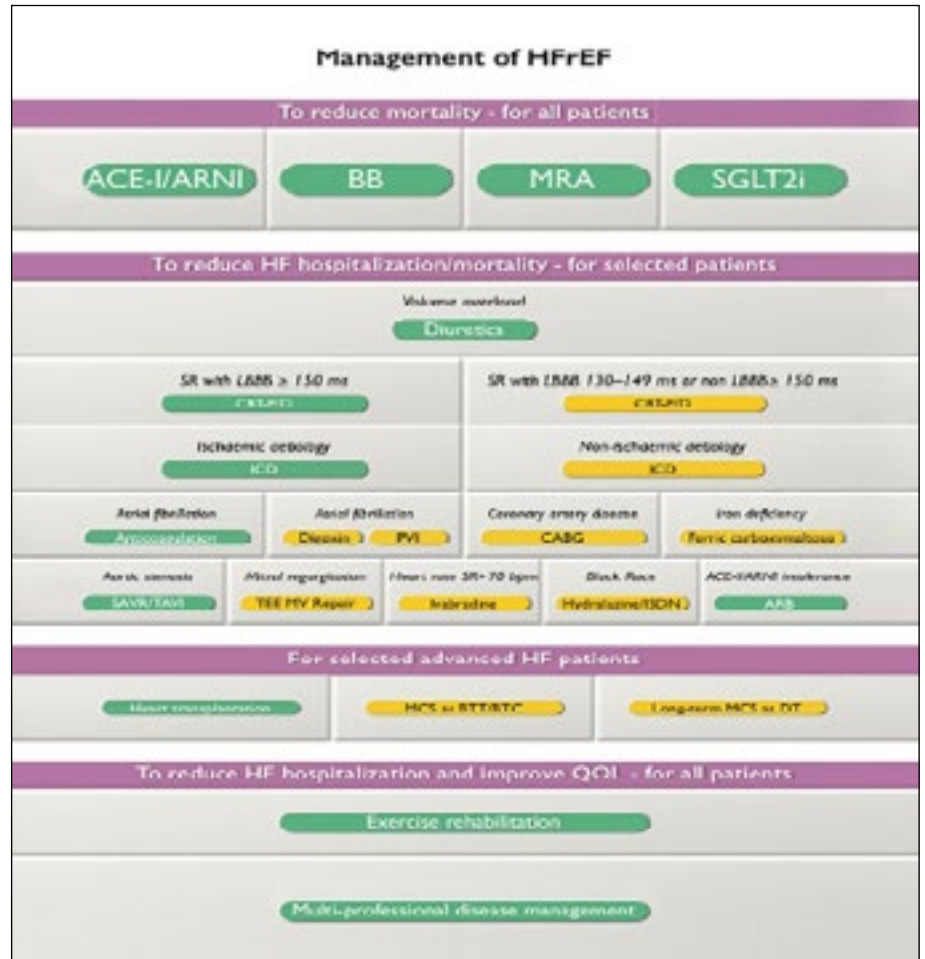 Management of HFrEF
To reduce mortality - for all patients
ACE-I/ARNI BB MRA SGLT2i
To reduce HF hospitalization/mortality - for selected patients
Volume overload
Diuretics
SR with LBBB ≥ 150 ms SR with LBBB 130–149 ms or non LBBB ≥ 150 ms
Ischaemic aetiology Non-ischaemic aetiology
ICD ICD
Atrial fibrillation Atrial fibrillation Coronary artery disease Iron deficiency
Anticoagulation Digoxin PVI CABG Ferric carboxymaltose
Aortic stenosis Mitral regurgitation Heart rate SR>70 bpm Black Race ACE-I/ARNI intolerance
SAVR/TAVI TEE MV Repair Ivabradine Hydralazine/ISDN ARB
For selected advanced HF patients
Heart transplantation MCS as BTT/BTC Long-term MCS as DT
To reduce HF hospitalization and improve QOL - for all patients
Exercise rehabilitation
Multi-professional disease management